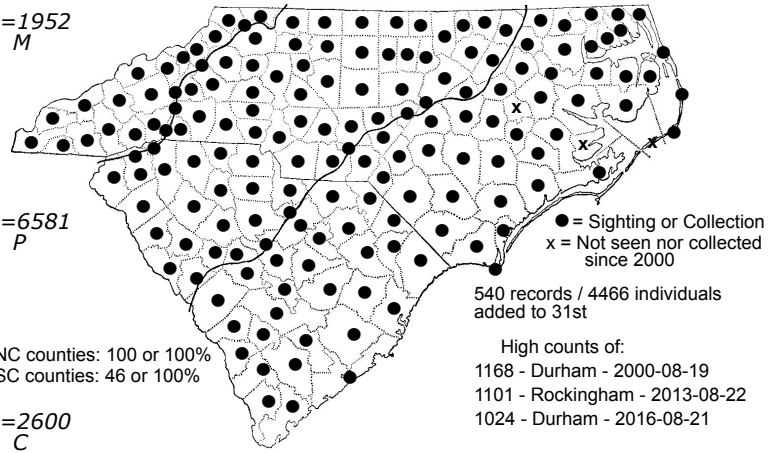 =1952
M
=6581
P
● = Sighting or Collection
x = Not seen nor collected
since 2000
540 records / 4466 individuals
added to 31st
NC counties: 100 or 100%
SC counties: 46 or 100%
High counts of:
1168 - Durham - 2000-08-19
1101 - Rockingham - 2013-08-22
1024 - Durham - 2016-08-21
=2600
C
x
x
x